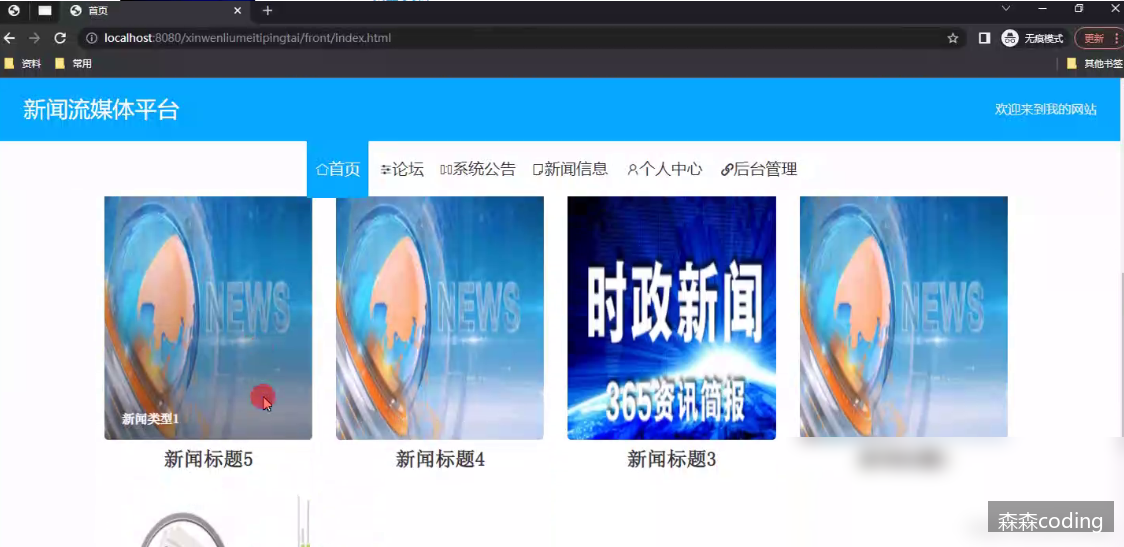 首页
localhost:8080/xinwenliumeitipingtai/front/index.html
无痕模式
更新
资料
常用
其他书签
新闻流媒体平台
欢迎来到我的网站
首页
论坛
系统公告
新闻信息
个人中心
后台管理
NEWS
新闻类型1
NEWS
时政新闻
365资讯简报
NEWS
新闻标题5
新闻标题4
新闻标题3
森森coding